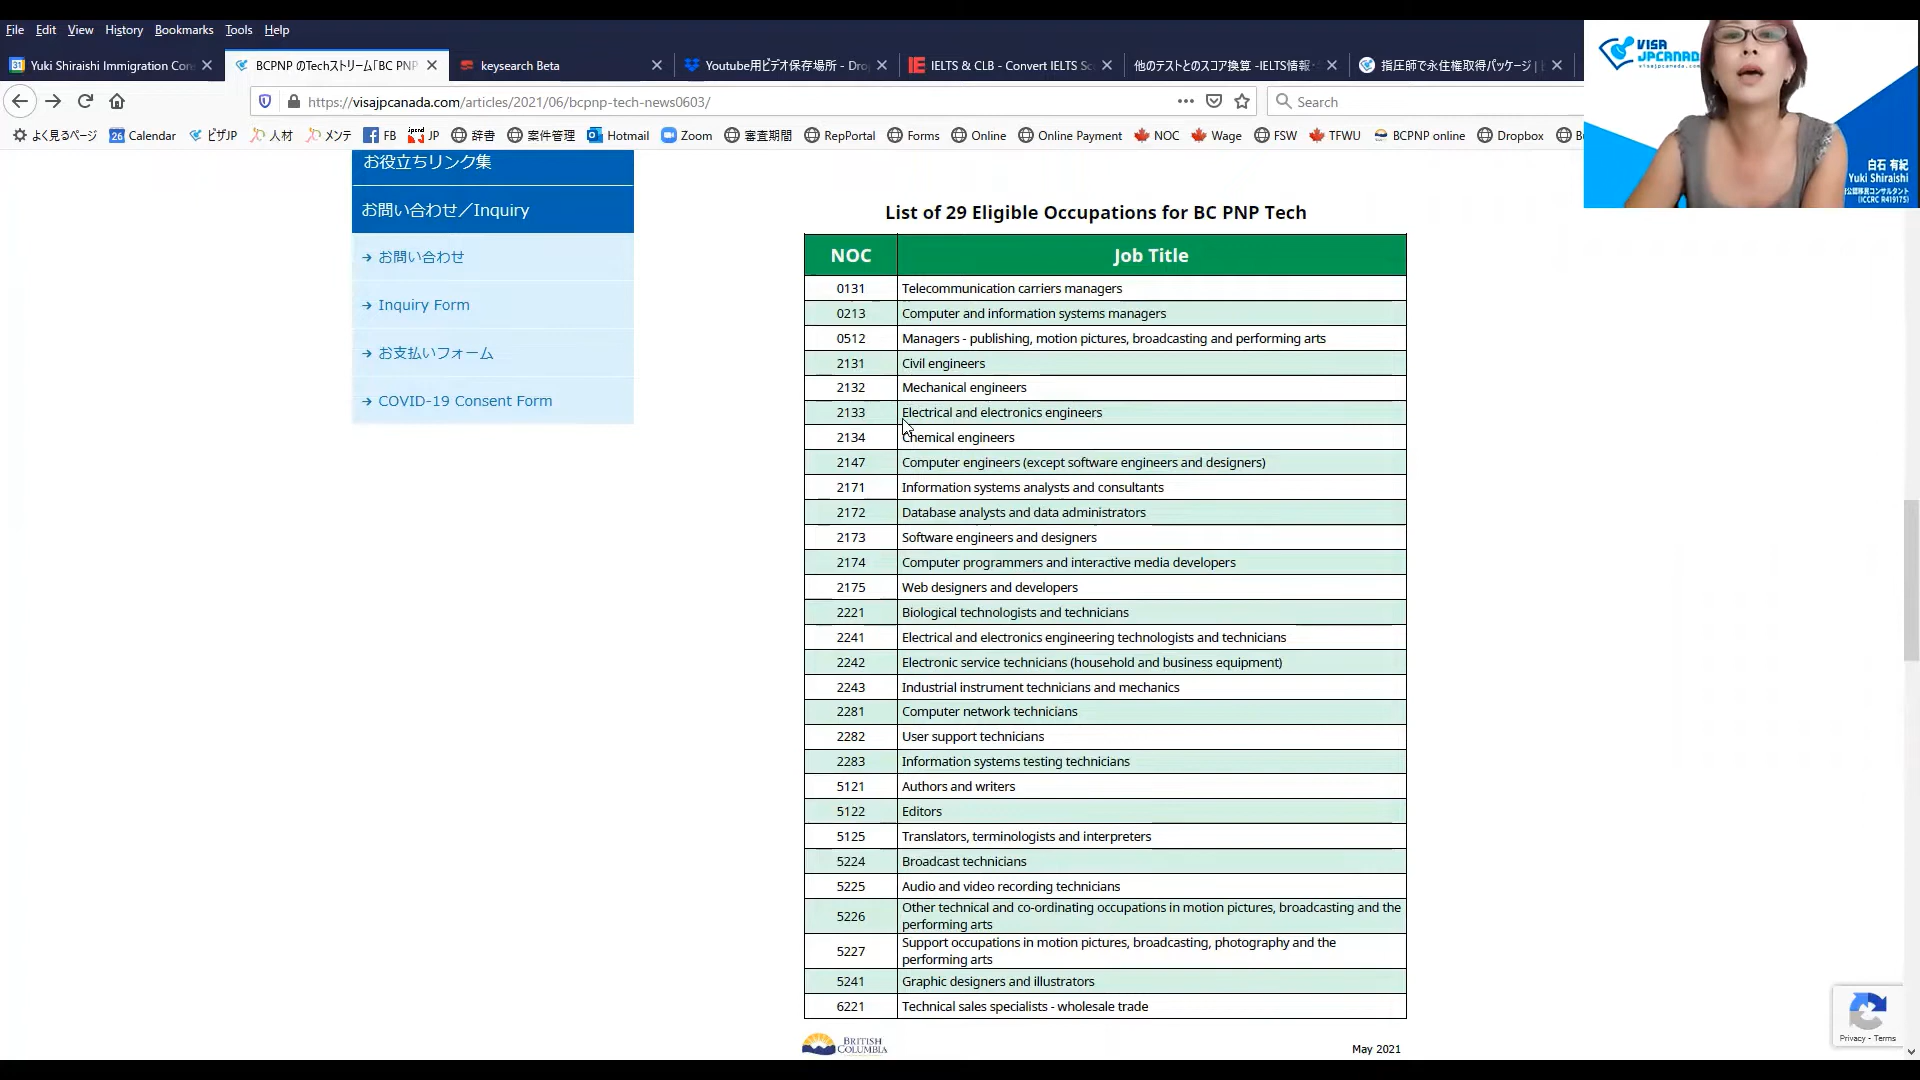 File Edit View History Bookmarks Tools Help
31 Yuki Shiraishi Immigration Con
BCPNP のTechストリーム「BC PNP
keysearch Beta
Youtube用ビデオ保存場所 - Dro
IELTS & CLB - Convert IELTS Sc
他のテストとのスコア換算 -IELTS情報
指圧師で永住権取得パッケージ |
https://visajpcanada.com/articles/2021/06/bcpnp-tech-news0603/
Search
よく見るページ 26 Calendar ビザJP 人材 メンテ FB JP 辞書 案件管理 Hotmail Zoom 審査期間 RepPortal Forms Online Online Payment NOC Wage FSW TFWU BCPNP online Dropbox
VISA
JPCANADA
visajpcanada.com
白石 有紀
Yuki Shiraishi
公認移民コンサルタント
(ICCRC R419175)
お役立ちリンク集
お問い合わせ／Inquiry
→ お問い合わせ
→ Inquiry Form
→ お支払いフォーム
→ COVID-19 Consent Form
List of 29 Eligible Occupations for BC PNP Tech
NOC Job Title
0131 Telecommunication carriers managers
0213 Computer and information systems managers
0512 Managers - publishing, motion pictures, broadcasting and performing arts
2131 Civil engineers
2132 Mechanical engineers
2133 Electrical and electronics engineers
2134 Chemical engineers
2147 Computer engineers (except software engineers and designers)
2171 Information systems analysts and consultants
2172 Database analysts and data administrators
2173 Software engineers and designers
2174 Computer programmers and interactive media developers
2175 Web designers and developers
2221 Biological technologists and technicians
2241 Electrical and electronics engineering technologists and technicians
2242 Electronic service technicians (household and business equipment)
2243 Industrial instrument technicians and mechanics
2281 Computer network technicians
2282 User support technicians
2283 Information systems testing technicians
5121 Authors and writers
5122 Editors
5125 Translators, terminologists and interpreters
5224 Broadcast technicians
5225 Audio and video recording technicians
5226 Other technical and co-ordinating occupations in motion pictures, broadcasting and the
performing arts
5227 Support occupations in motion pictures, broadcasting, photography and the
performing arts
5241 Graphic designers and illustrators
6221 Technical sales specialists - wholesale trade
BRITISH
COLUMBIA
May 2021
Privacy - Terms